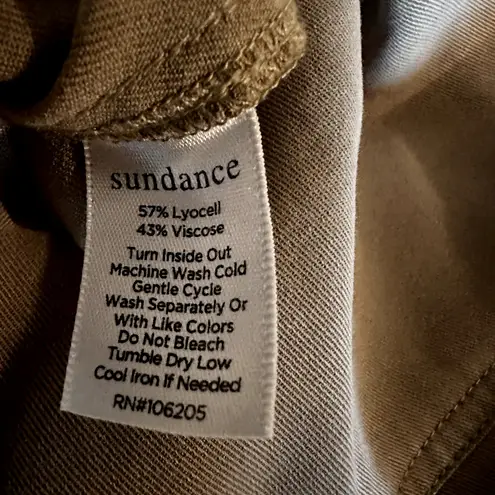 sundance
57% Lyocell
43% Viscose
Turn Inside Out
Machine Wash Cold
Gentle Cycle
Wash Separately Or
With Like Colors
Do Not Bleach
Tumble Dry Low
Cool Iron If Needed
RN#106205